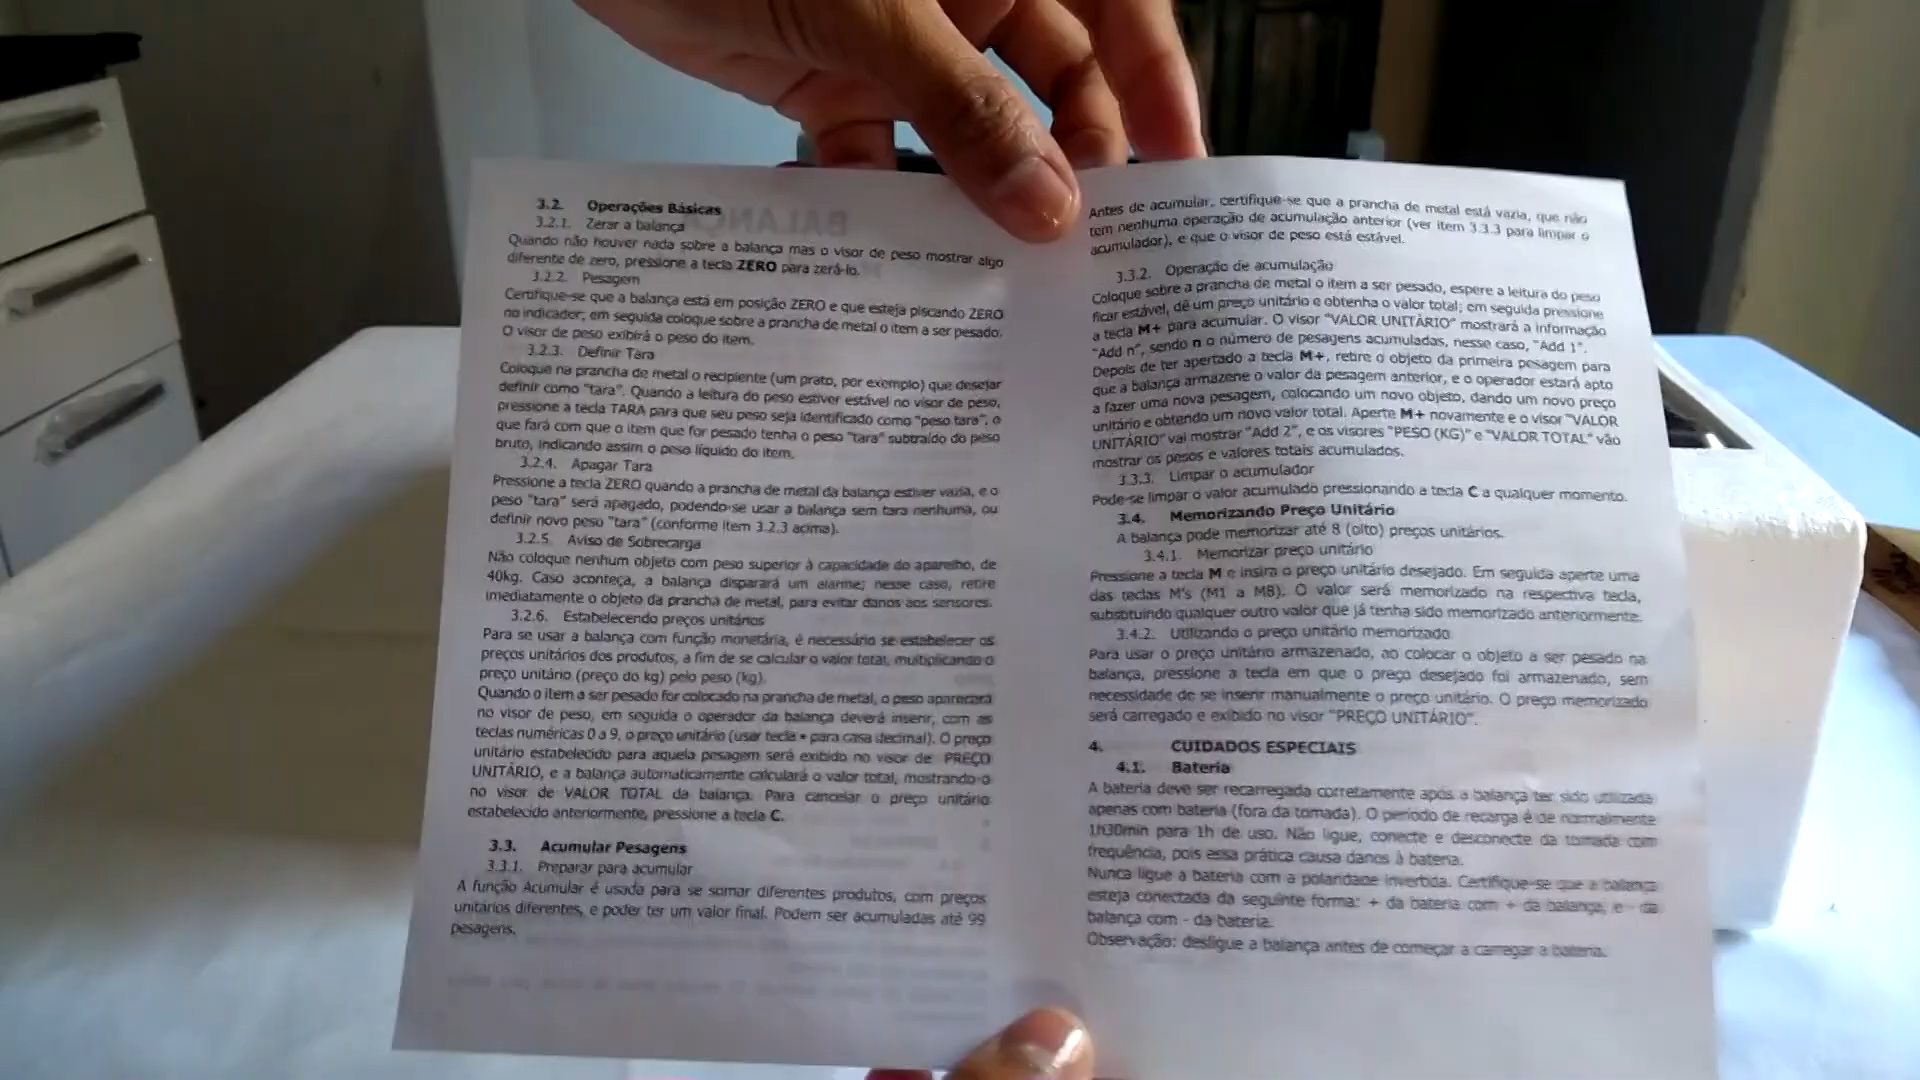 3.2. Operações Básicas
3.2.1. Zerar a balança
Quando não houver nada sobre a balança mas o visor de peso mostrar algo
diferente de zero, pressione a tecla ZERO para zerá-lo.
3.2.2. Pesagem
Certifique-se que a balança está em posição ZERO e que esteja piscando ZERO
no indicador; em seguida coloque sobre a prancha de metal o item a ser pesado.
O visor de peso exibirá o peso do item.
3.2.3. Definir Tara
Coloque na prancha de metal o recipiente (um prato, por exemplo) que desejar
definir como "tara". Quando a leitura do peso estiver estável no visor de peso,
pressione a tecla TARA para que seu peso seja identificado como "peso tara", o
que fará com que o item que for pesado tenha o peso "tara" subtraído do peso
bruto, indicando assim o peso líquido do item.
3.2.4. Apagar Tara
Pressione a tecla ZERO quando a prancha de metal da balança estiver vazia, e o
peso "tara" será apagado, podendo-se usar a balança sem tara nenhuma, ou
definir novo peso "tara" (conforme item 3.2.3 acima).
3.2.5. Aviso de Sobrecarga
Não coloque nenhum objeto com peso superior à capacidade do aparelho, de
40kg. Caso aconteça, a balança disparará um alarme; nesse caso, retire
imediatamente o objeto da prancha de metal, para evitar danos aos sensores.
3.2.6. Estabelecendo preços unitários
Para se usar a balança com função monetária, é necessário se estabelecer os
preços unitários dos produtos, a fim de se calcular o valor total, multiplicando o
preço unitário (preço do kg) pelo peso (kg).
Quando o item a ser pesado for colocado na prancha de metal, o peso aparecerá
no visor de peso, em seguida o operador da balança deverá inserir, com as
teclas numéricas 0 a 9, o preço unitário (usar tecla • para casa decimal). O preço
unitário estabelecido para aquela pesagem será exibido no visor de PREÇO
UNITÁRIO, e a balança automaticamente calculará o valor total, mostrando-o
no visor de VALOR TOTAL da balança. Para cancelar o preço unitário
estabelecido anteriormente, pressione a tecla C.
3.3. Acumular Pesagens
3.3.1. Preparar para acumular
A função Acumular é usada para se somar diferentes produtos, com preços
unitários diferentes, e poder ter um valor final. Podem ser acumuladas até 99
pesagens.
Antes de acumular, certifique-se que a prancha de metal está vazia, que não
tem nenhuma operação de acumulação anterior (ver item 3.3.3 para limpar o
acumulador), e que o visor de peso está estável.
3.3.2. Operação de acumulação
Coloque sobre a prancha de metal o item a ser pesado, espere a leitura do peso
ficar estável, dê um preço unitário e obtenha o valor total; em seguida pressione
a tecla M+ para acumular. O visor "VALOR UNITÁRIO" mostrará a informação
"Add n", sendo n o número de pesagens acumuladas, nesse caso, "Add 1".
Depois de ter apertado a tecla M+, retire o objeto da primeira pesagem para
que a balança armazene o valor da pesagem anterior, e o operador estará apto
a fazer uma nova pesagem, colocando um novo objeto, dando um novo preço
unitário e obtendo um novo valor total. Aperte M+ novamente e o visor "VALOR
UNITÁRIO" vai mostrar "Add 2", e os visores "PESO (KG)" e "VALOR TOTAL" vão
mostrar os pesos e valores totais acumulados.
3.3.3. Limpar o acumulador
Pode-se limpar o valor acumulado pressionando a tecla C a qualquer momento.
3.4. Memorizando Preço Unitário
A balança pode memorizar até 8 (oito) preços unitários.
3.4.1. Memorizar preço unitário
Pressione a tecla M e insira o preço unitário desejado. Em seguida aperte uma
das teclas M's (M1 a M8). O valor será memorizado na respectiva tecla,
substituindo qualquer outro valor que já tenha sido memorizado anteriormente.
3.4.2. Utilizando o preço unitário memorizado
Para usar o preço unitário armazenado, ao colocar o objeto a ser pesado na
balança, pressione a tecla em que o preço desejado foi armazenado, sem
necessidade de se inserir manualmente o preço unitário. O preço memorizado
será carregado e exibido no visor "PREÇO UNITÁRIO".
4. CUIDADOS ESPECIAIS
4.1. Bateria
A bateria deve ser recarregada corretamente após a balança ter sido utilizada
apenas com bateria (fora da tomada). O período de recarga é de normalmente
1h30min para 1h de uso. Não ligue, conecte e desconecte da tomada com
frequência, pois essa prática causa danos à bateria.
Nunca ligue a bateria com a polaridade invertida. Certifique-se que a balança
esteja conectada da seguinte forma: + da bateria com + da balança, e - da
balança com - da bateria.
Observação: desligue a balança antes de começar a carregar a bateria.